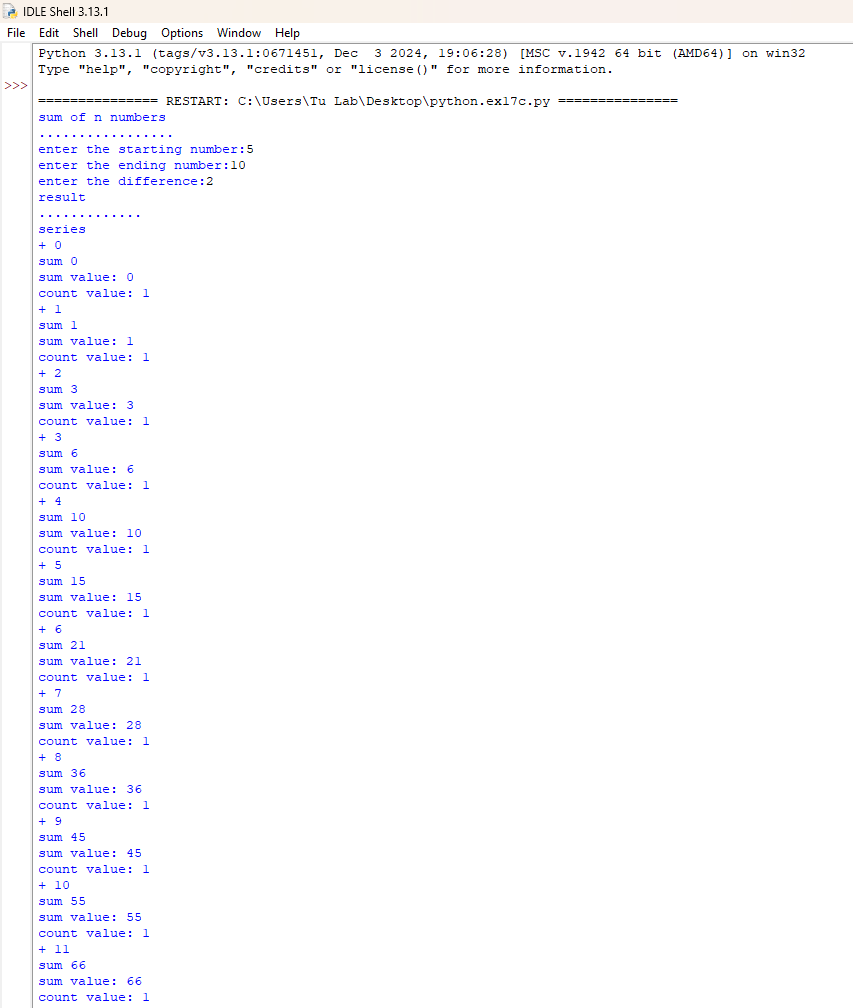 IDLE Shell 3.13.1
File Edit Shell Debug Options Window Help
Python 3.13.1 (tags/v3.13.1:0671451, Dec  3 2024, 19:06:28) [MSC v.1942 64 bit (AMD64)] on win32
Type "help", "copyright", "credits" or "license()" for more information.
>>>
=============== RESTART: C:\Users\Tu Lab\Desktop\python.ex17c.py ===============
sum of n numbers
.................
enter the starting number:5
enter the ending number:10
enter the difference:2
result
.............
series
+ 0
sum 0
sum value: 0
count value: 1
+ 1
sum 1
sum value: 1
count value: 1
+ 2
sum 3
sum value: 3
count value: 1
+ 3
sum 6
sum value: 6
count value: 1
+ 4
sum 10
sum value: 10
count value: 1
+ 5
sum 15
sum value: 15
count value: 1
+ 6
sum 21
sum value: 21
count value: 1
+ 7
sum 28
sum value: 28
count value: 1
+ 8
sum 36
sum value: 36
count value: 1
+ 9
sum 45
sum value: 45
count value: 1
+ 10
sum 55
sum value: 55
count value: 1
+ 11
sum 66
sum value: 66
count value: 1